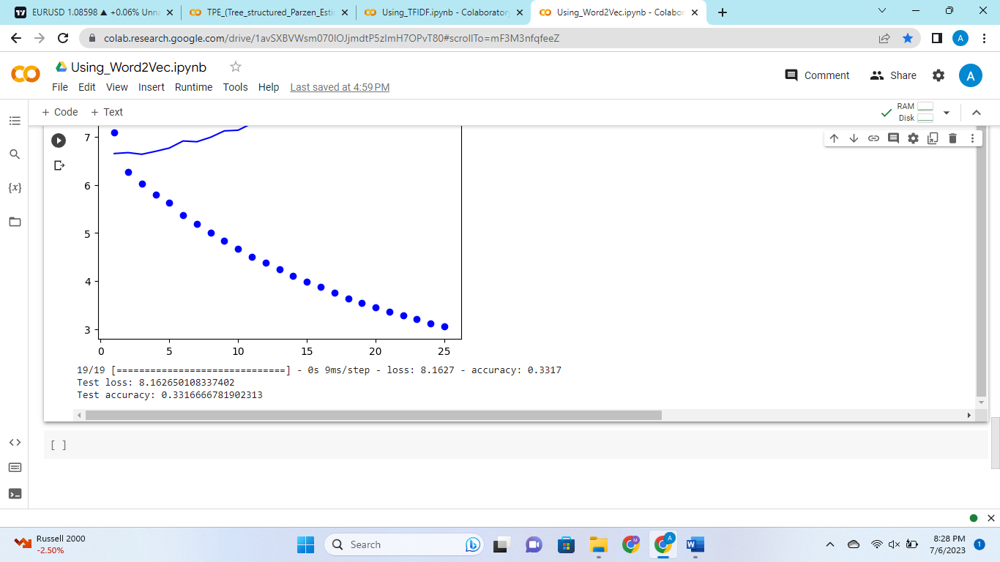 EURUSD 1.08598 ▲ +0.06% Unna
TPE_(Tree_structured_Parzen_Esti
Using_TFIDF.ipynb - Colaboratory
Using_Word2Vec.ipynb - Colabor
colab.research.google.com/drive/1avSXBVWsm070IOJjmdtP5zImH7OPvT80#scrollTo=mF3M3nfqfeeZ
A
Using_Word2Vec.ipynb
File Edit View Insert Runtime Tools Help Last saved at 4:59 PM
Comment Share A
+ Code + Text
RAM
Disk
{x}
7
6
5
4
3
0 5 10 15 20 25
19/19 [==============================] - 0s 9ms/step - loss: 8.1627 - accuracy: 0.3317
Test loss: 8.162650108337402
Test accuracy: 0.3316666781902313
[ ]
Russell 2000
-2.50%
Search
M
A
W
8:28 PM
7/6/2023
1